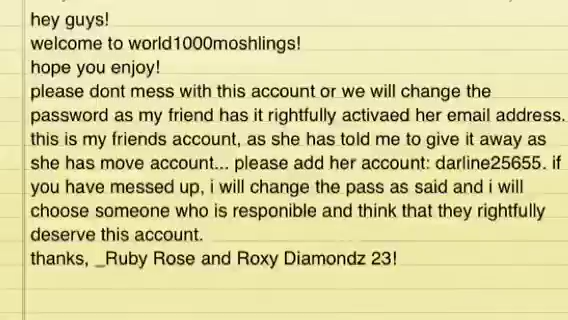 hey guys!
welcome to world1000moshlings!
hope you enjoy!
please dont mess with this account or we will change the
password as my friend has it rightfully activaed her email address.
this is my friends account, as she has told me to give it away as
she has move account... please add her account: darline25655. if
you have messed up, i will change the pass as said and i will
choose someone who is responible and think that they rightfully
deserve this account.
thanks, _Ruby Rose and Roxy Diamondz 23!